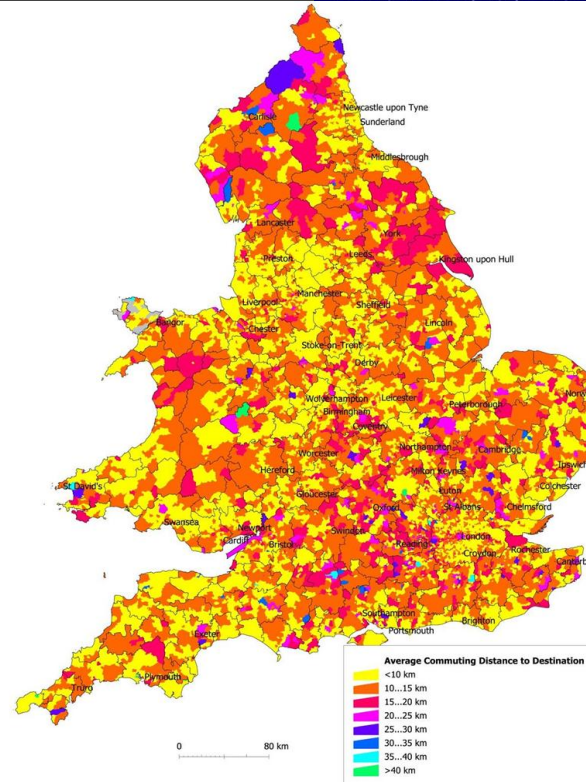 Newcastle upon Tyne
Carlisle
Sunderland
Middlesbrough
Lancaster
York
Preston
Leeds
Kingston upon Hull
Manchester
Liverpool
Sheffield
Bangor
Lincoln
Chester
Stoke-on-Trent
Derby
Norw
Wolverhampton
Leicester
Peterborough
Birmingham
Coventry
Northampton
Cambridge
Worcester
Ipswich
Hereford
Milton Keynes
St David's
Colchester
Gloucester
Luton
Oxford
St Albans
Chelmsford
Swansea
Newport
Swindon
London
Cardiff
Bristol
Reading
Rochester
Croydon
Canterb
Southampton
Brighton
Exeter
Portsmouth
Plymouth
Truro
Average Commuting Distance to Destination
<10 km
10...15 km
15...20 km
20...25 km
25...30 km
30...35 km
35...40 km
>40 km
0 80 km